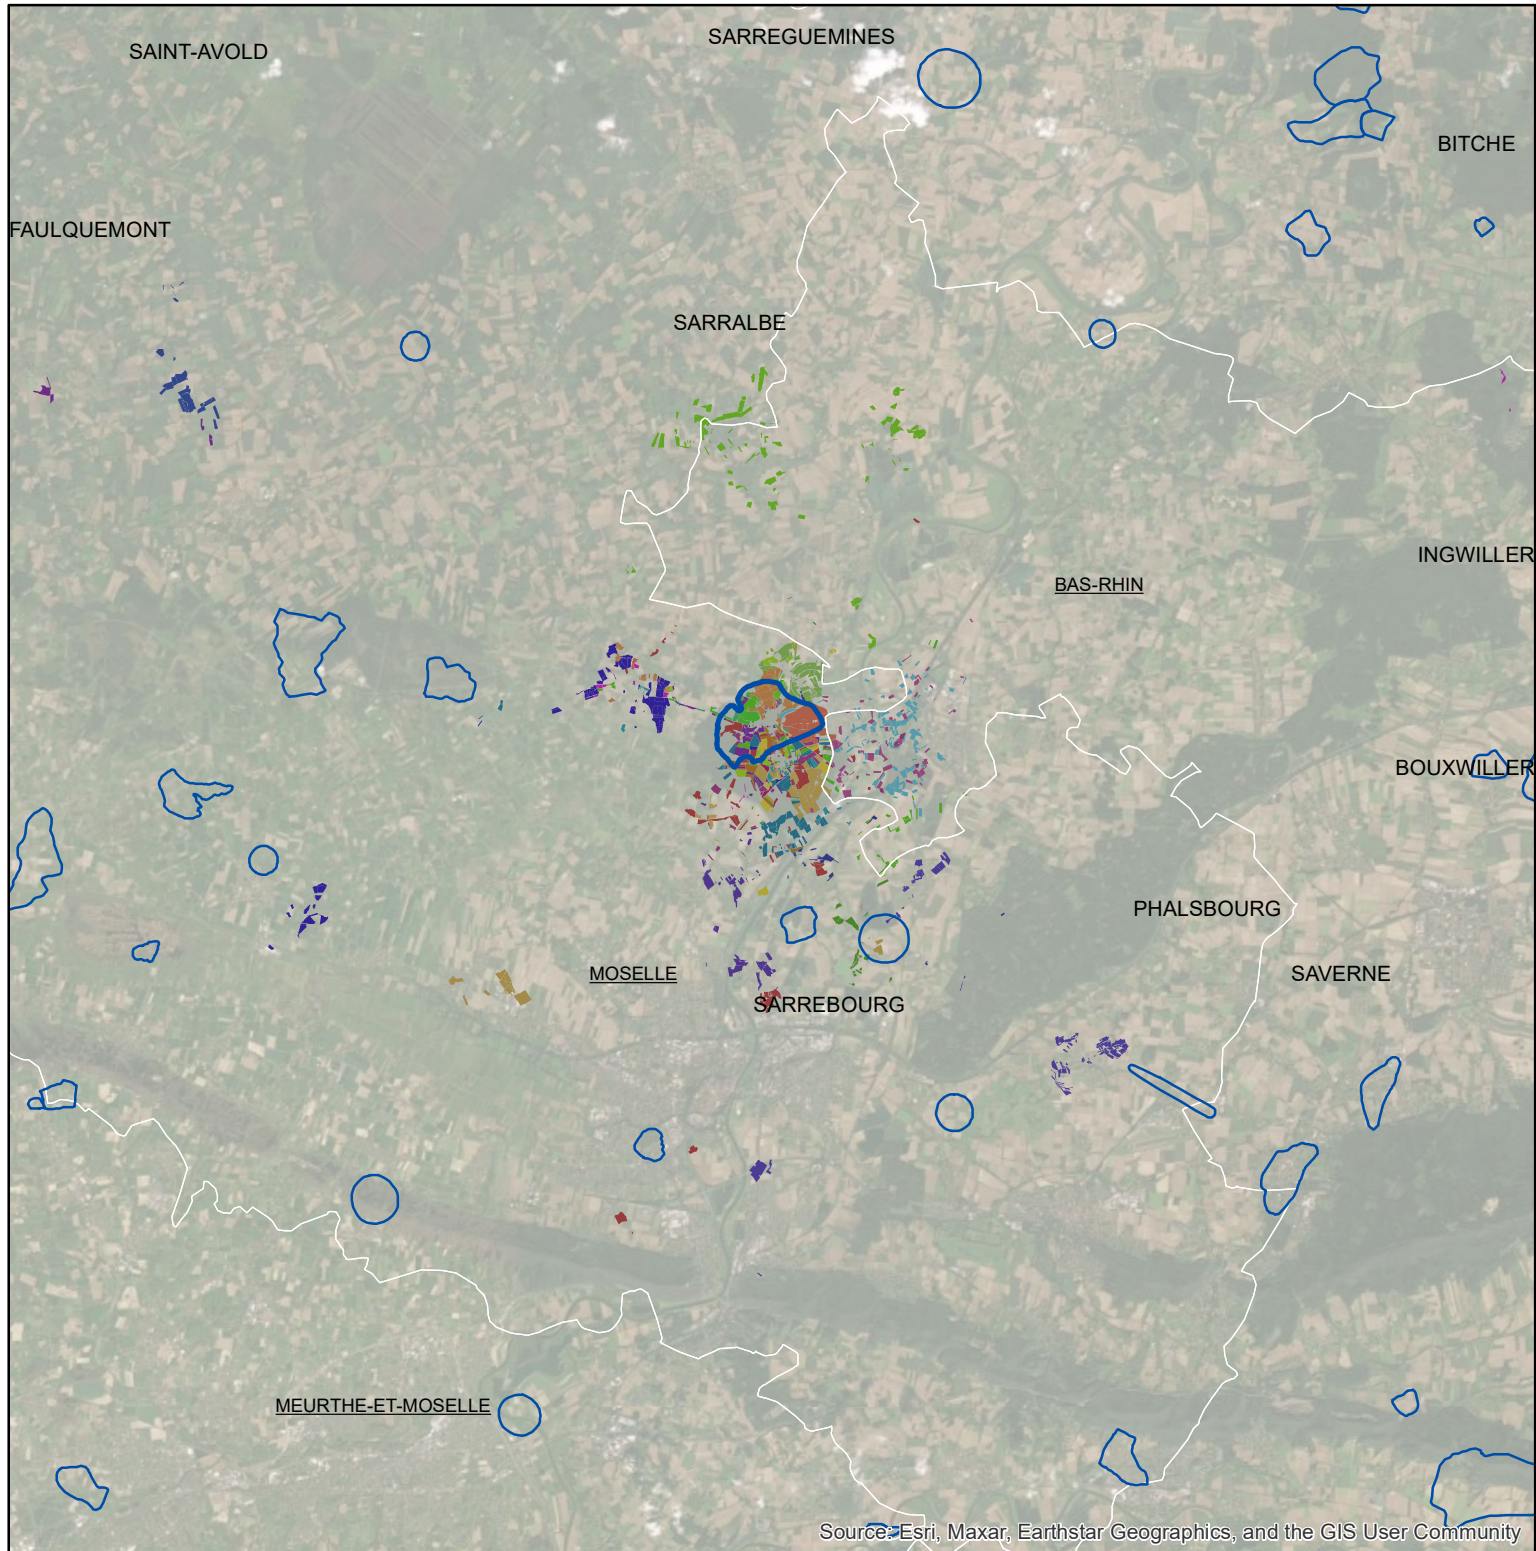 SARREGUEMINES
SAINT-AVOLD
BITCHE
FAULQUEMONT
SARRALBE
INGWILLER
BAS-RHIN
BOUXWILLER
PHALSBOURG
MOSELLE
SAVERNE
SARREBOURG
MEURTHE-ET-MOSELLE
Source: Esri, Maxar, Earthstar Geographics, and the GIS User Community